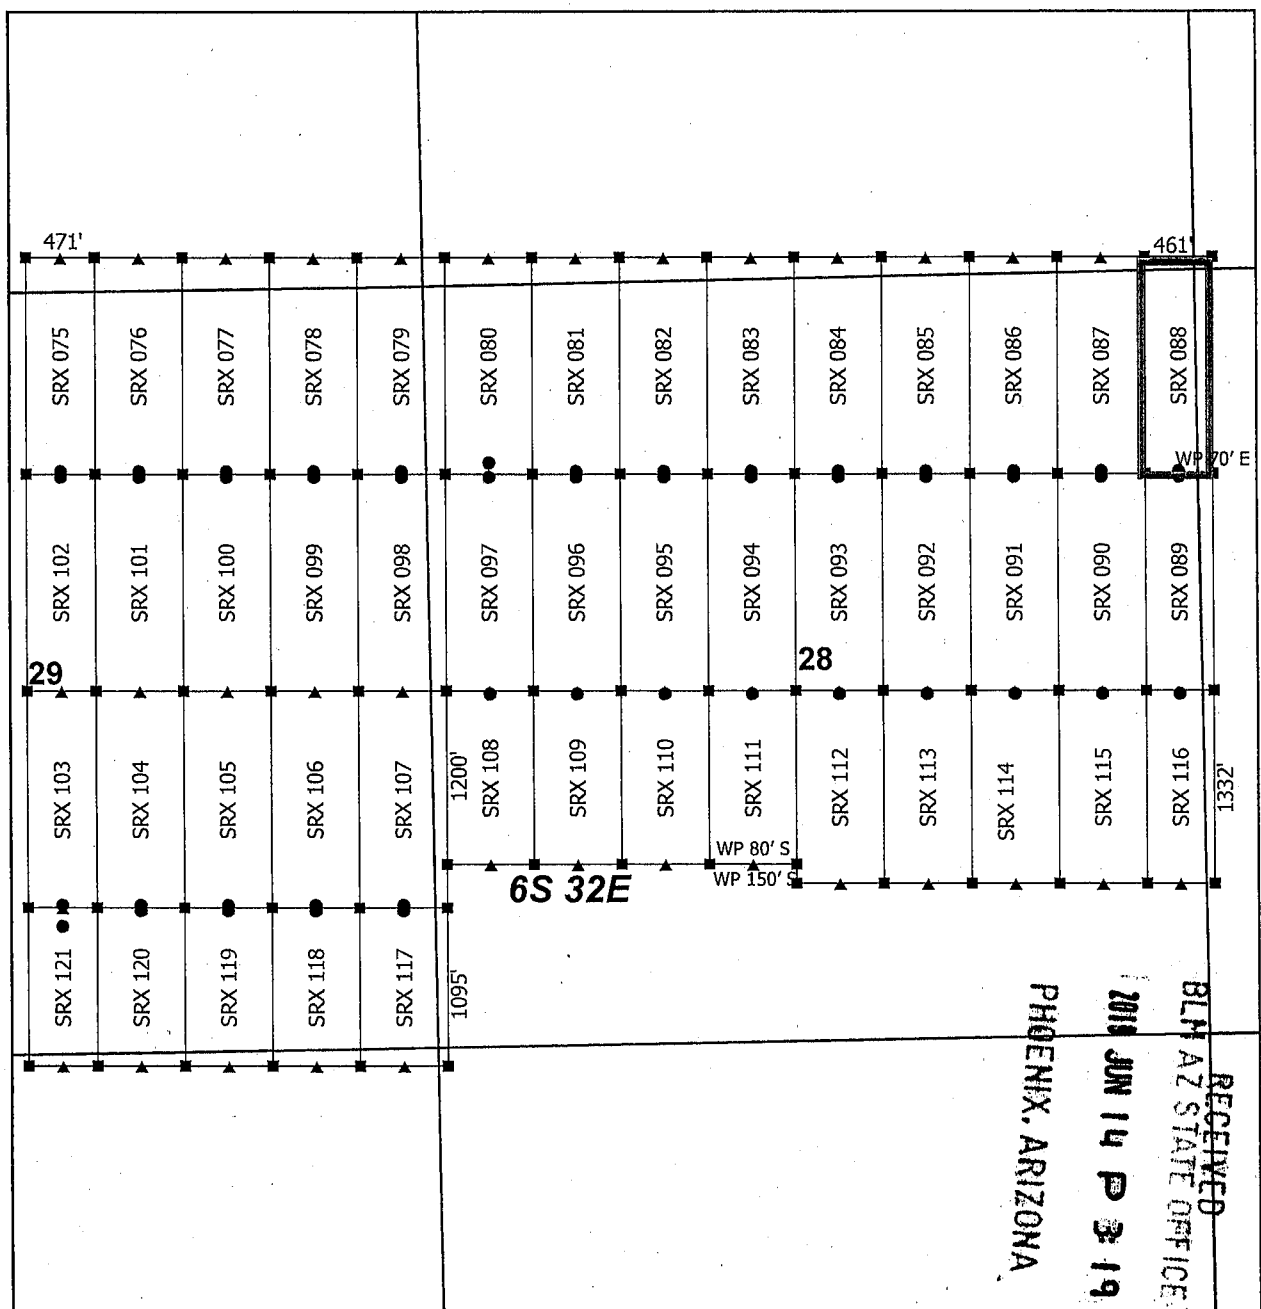 471'
461'
SRX 075
SRX 076
SRX 077
SRX 078
SRX 079
SRX 080
SRX 081
SRX 082
SRX 083
SRX 084
SRX 085
SRX 086
SRX 087
SRX 088
WP 70' E
SRX 102
SRX 101
SRX 100
SRX 099
SRX 098
SRX 097
SRX 096
SRX 095
SRX 094
SRX 093
SRX 092
SRX 091
SRX 090
SRX 089
29
28
SRX 103
SRX 104
SRX 105
SRX 106
SRX 107
1200'
SRX 108
SRX 109
SRX 110
SRX 111
SRX 112
SRX 113
SRX 114
SRX 115
SRX 116
1332'
WP 80' S
WP 150' S
6S 32E
SRX 121
SRX 120
SRX 119
SRX 118
SRX 117
1095'
RECEIVED
BLM AZ STATE OFFICE
JUN 14 P 3 19
PHOENIX, ARIZONA